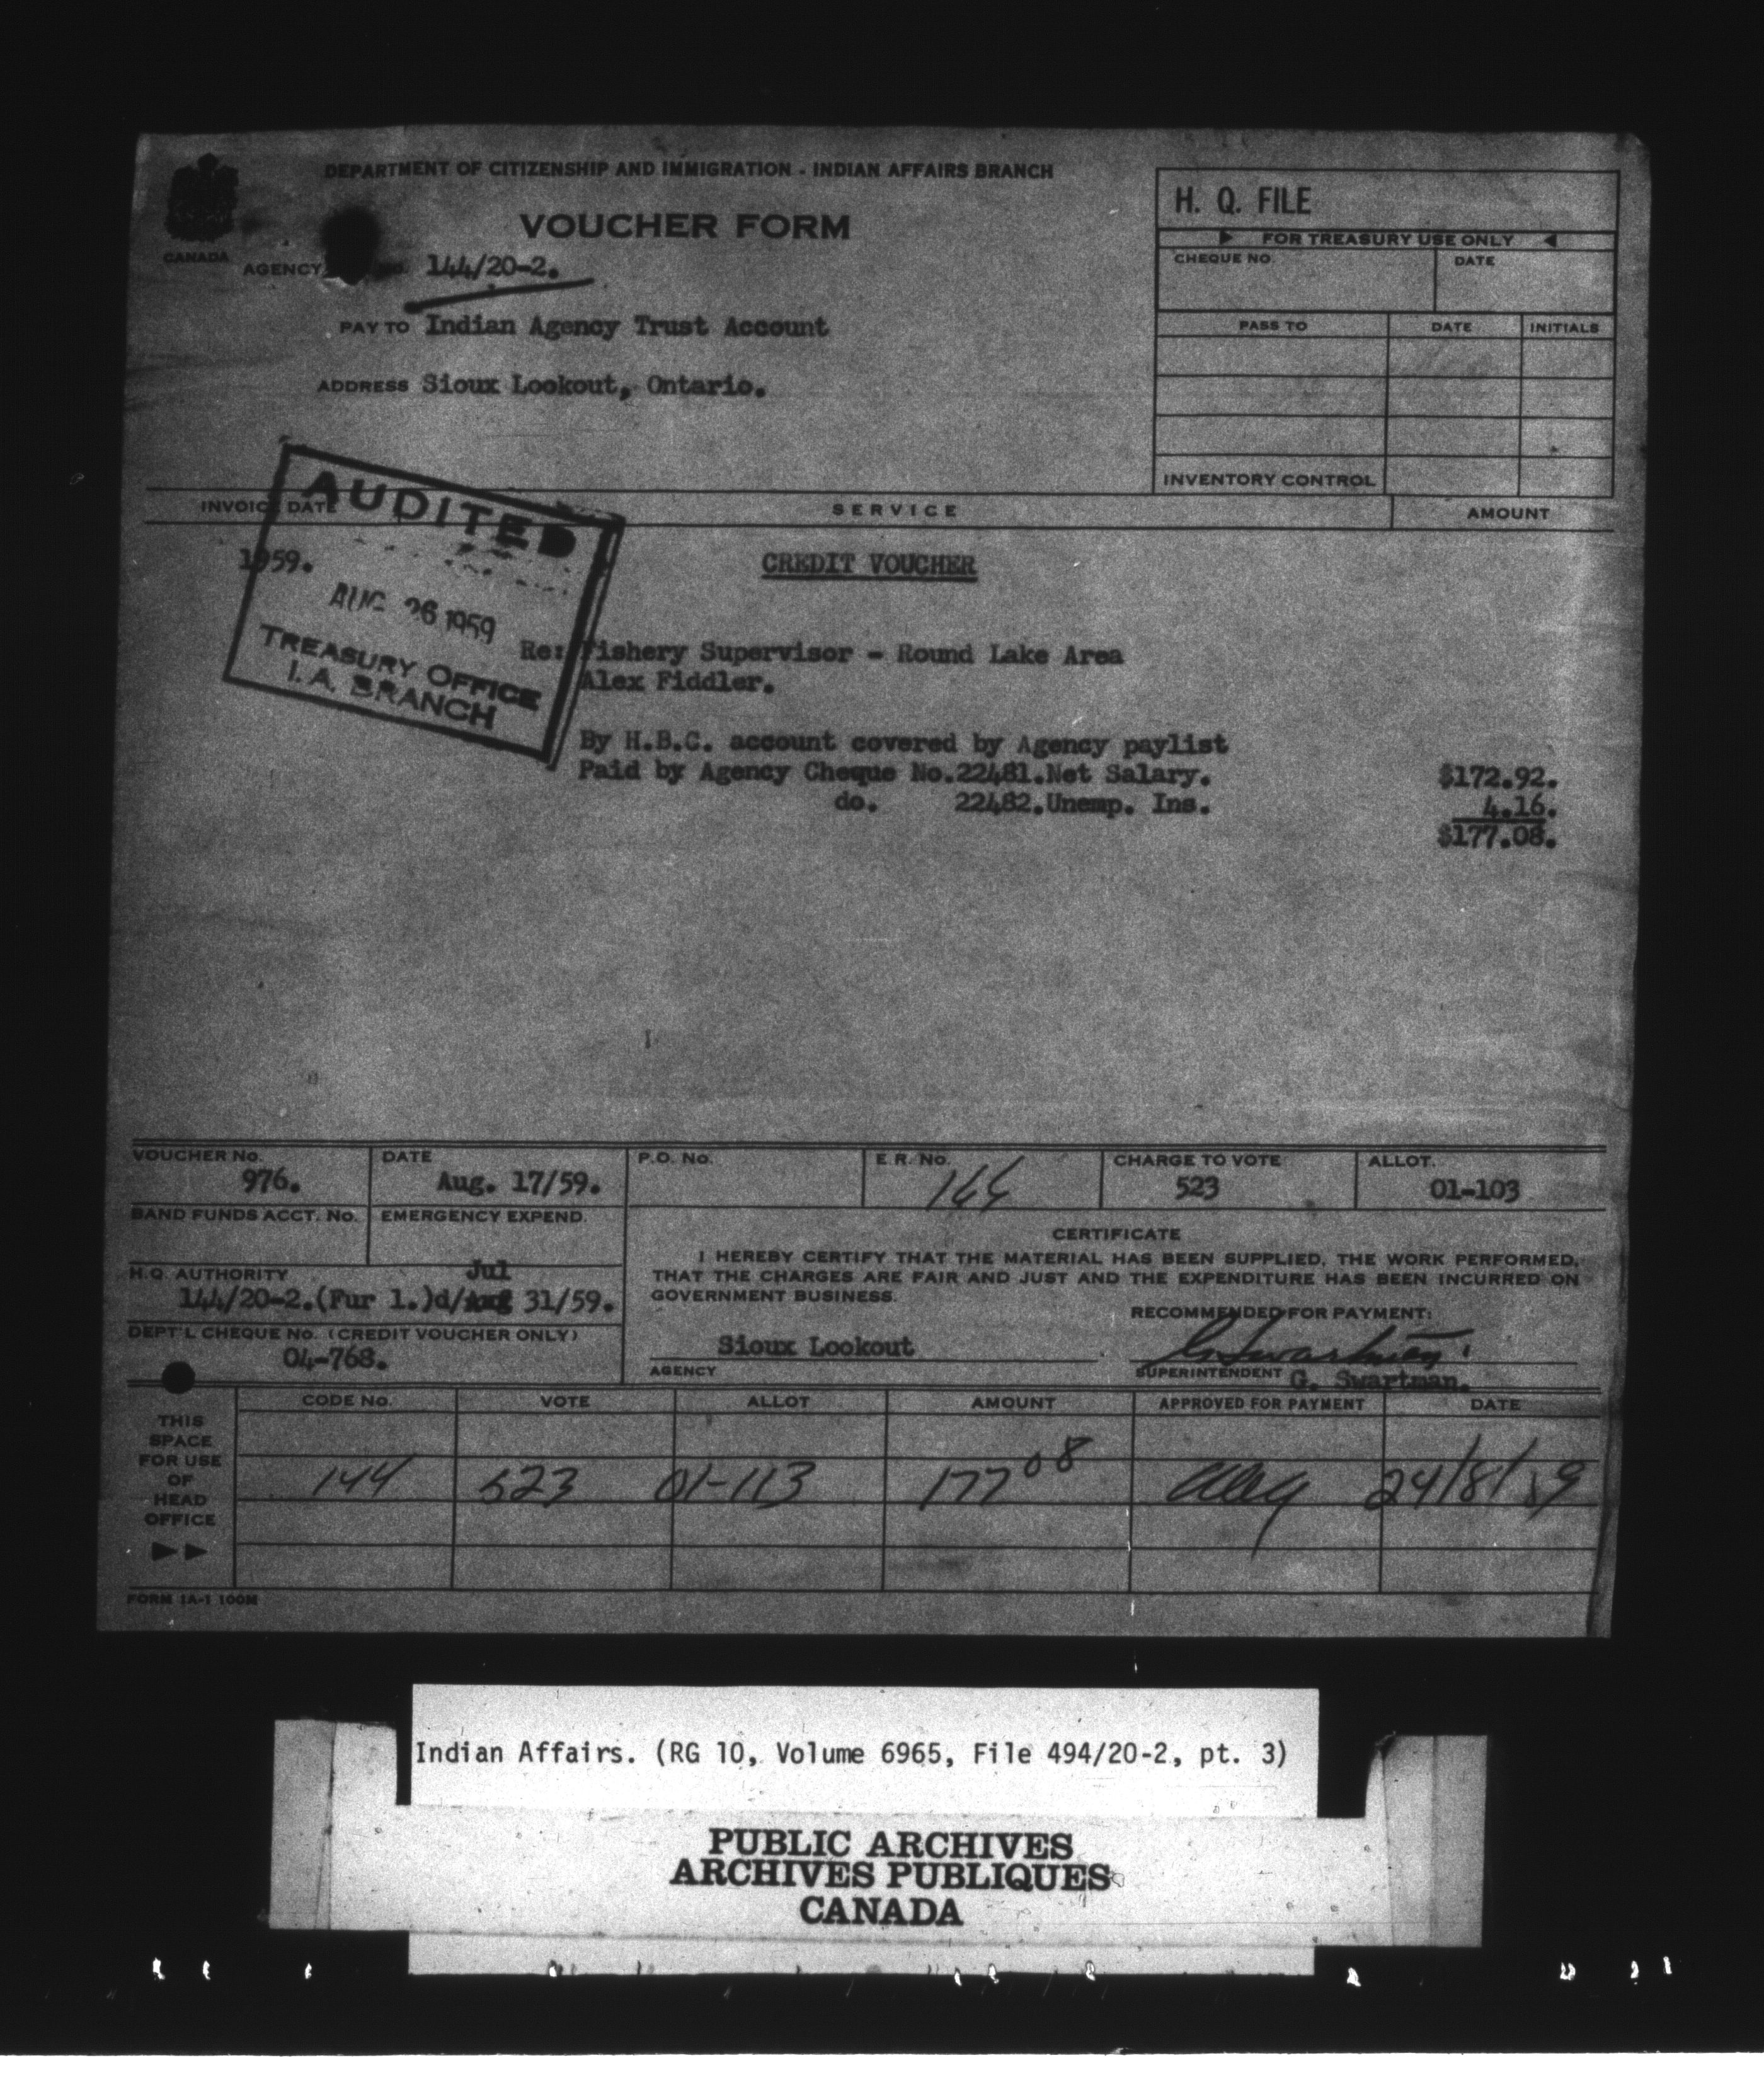 DEPARTMENT OF CITIZENSHIP AND IMMIGRATION - INDIAN AFFAIRS BRANCH
VOUCHER FORM
CANADA
AGENCY 144/20-2.
PAY TO Indian Agency Trust Account
ADDRESS Sioux Lookout, Ontario.
H. Q. FILE
FOR TREASURY USE ONLY
CHEQUE NO. DATE
PASS TO DATE INITIALS
INVENTORY CONTROL
INVOICE DATE SERVICE AMOUNT
AUDITED
AUG 26 1959
TREASURY OFFICE
I. A. BRANCH
1959. CREDIT VOUCHER
Re: Fishery Supervisor - Round Lake Area
Alex Fiddler.
By H.B.C. account covered by Agency paylist
Paid by Agency Cheque No.22481.Net Salary. $172.92.
do. 22482.Unemp. Ins. 4.16.
$177.08.
VOUCHER No. DATE P.O. No. E.R. No. CHARGE TO VOTE ALLOT.
976. Aug. 17/59. 144 523 01-103
BAND FUNDS ACCT. No. EMERGENCY EXPEND.
CERTIFICATE
I HEREBY CERTIFY THAT THE MATERIAL HAS BEEN SUPPLIED, THE WORK PERFORMED,
THAT THE CHARGES ARE FAIR AND JUST AND THE EXPENDITURE HAS BEEN INCURRED ON
GOVERNMENT BUSINESS.
H.Q. AUTHORITY Jul
144/20-2.(Fur 1.)d/Aug 31/59.
RECOMMENDED FOR PAYMENT:
DEPT'L CHEQUE No. (CREDIT VOUCHER ONLY)
04-768.
Sioux Lookout G. Swartman.
AGENCY SUPERINTENDENT G. Swartman.
CODE No. VOTE ALLOT AMOUNT APPROVED FOR PAYMENT DATE
THIS
SPACE
FOR USE
OF
HEAD
OFFICE
144 523 01-113 177 08 24/8/59
FORM IA-1 100M
Indian Affairs. (RG 10, Volume 6965, File 494/20-2, pt. 3)
PUBLIC ARCHIVES
ARCHIVES PUBLIQUES
CANADA